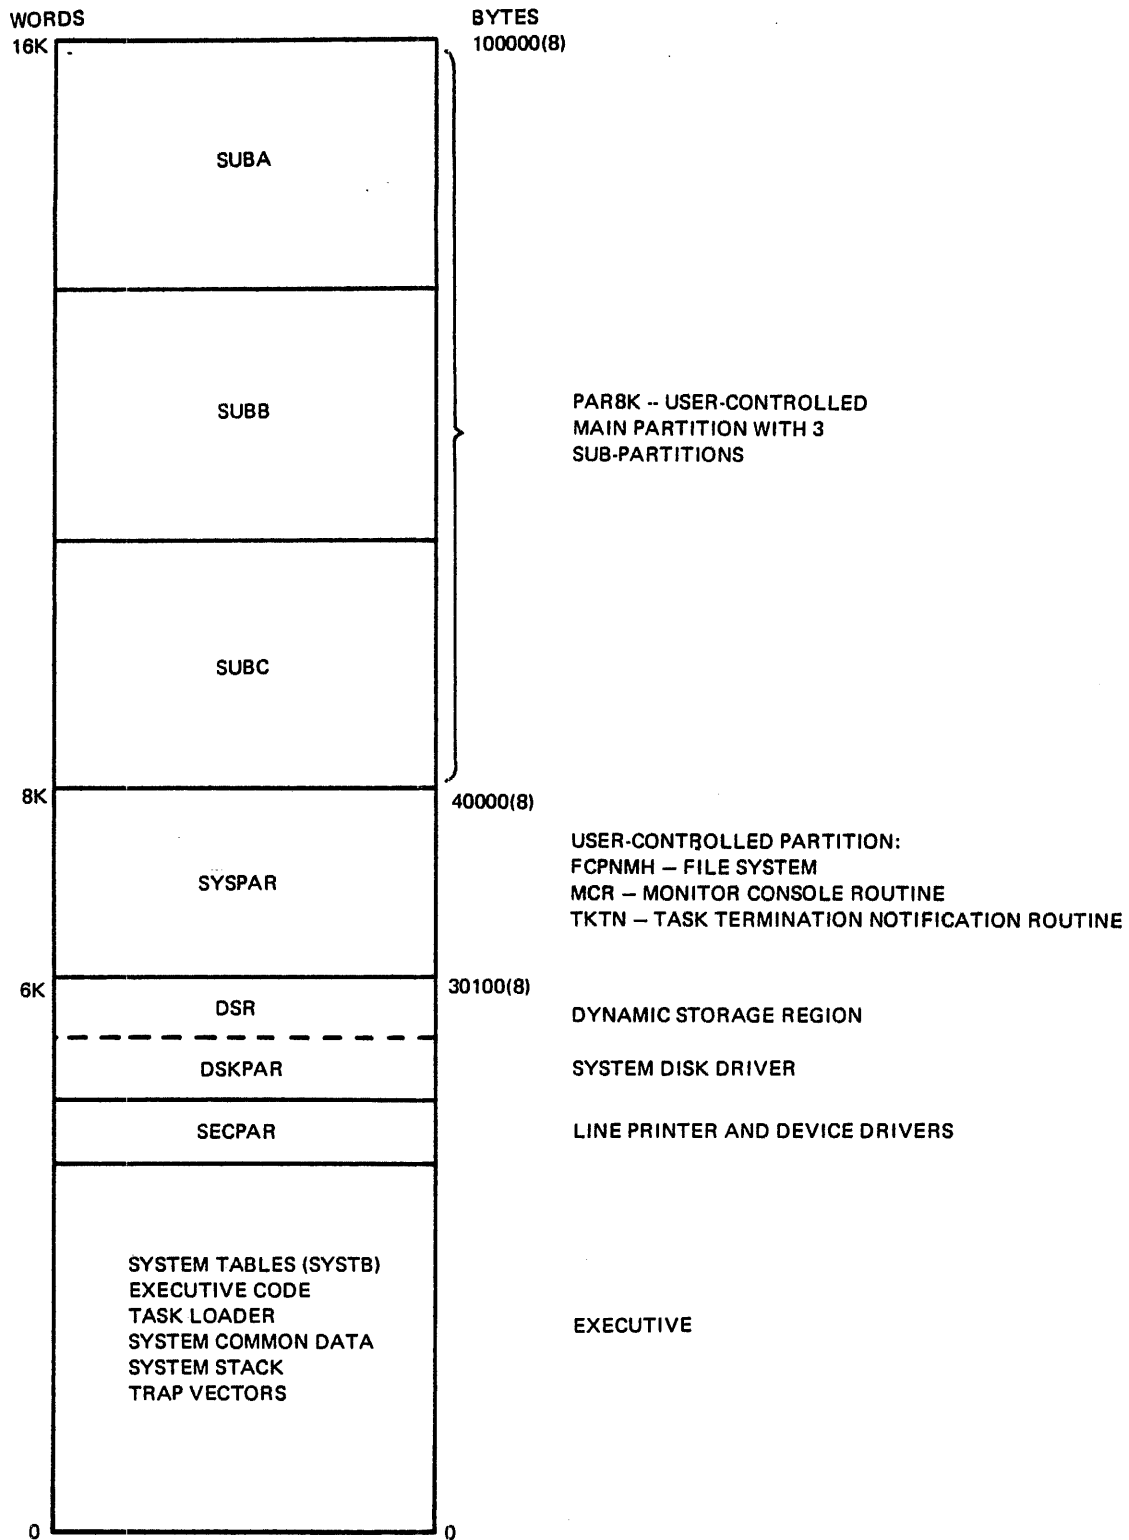 WORDS BYTES
16K 100000(8)
SUBA
SUBB
PAR8K -- USER-CONTROLLED
MAIN PARTITION WITH 3
SUB-PARTITIONS
SUBC
8K 40000(8)
SYSPAR
USER-CONTROLLED PARTITION:
FCPNMH — FILE SYSTEM
MCR — MONITOR CONSOLE ROUTINE
TKTN — TASK TERMINATION NOTIFICATION ROUTINE
6K 30100(8)
DSR DYNAMIC STORAGE REGION
DSKPAR SYSTEM DISK DRIVER
SECPAR LINE PRINTER AND DEVICE DRIVERS
SYSTEM TABLES (SYSTB)
EXECUTIVE CODE
TASK LOADER
SYSTEM COMMON DATA
SYSTEM STACK
TRAP VECTORS
EXECUTIVE
0 0